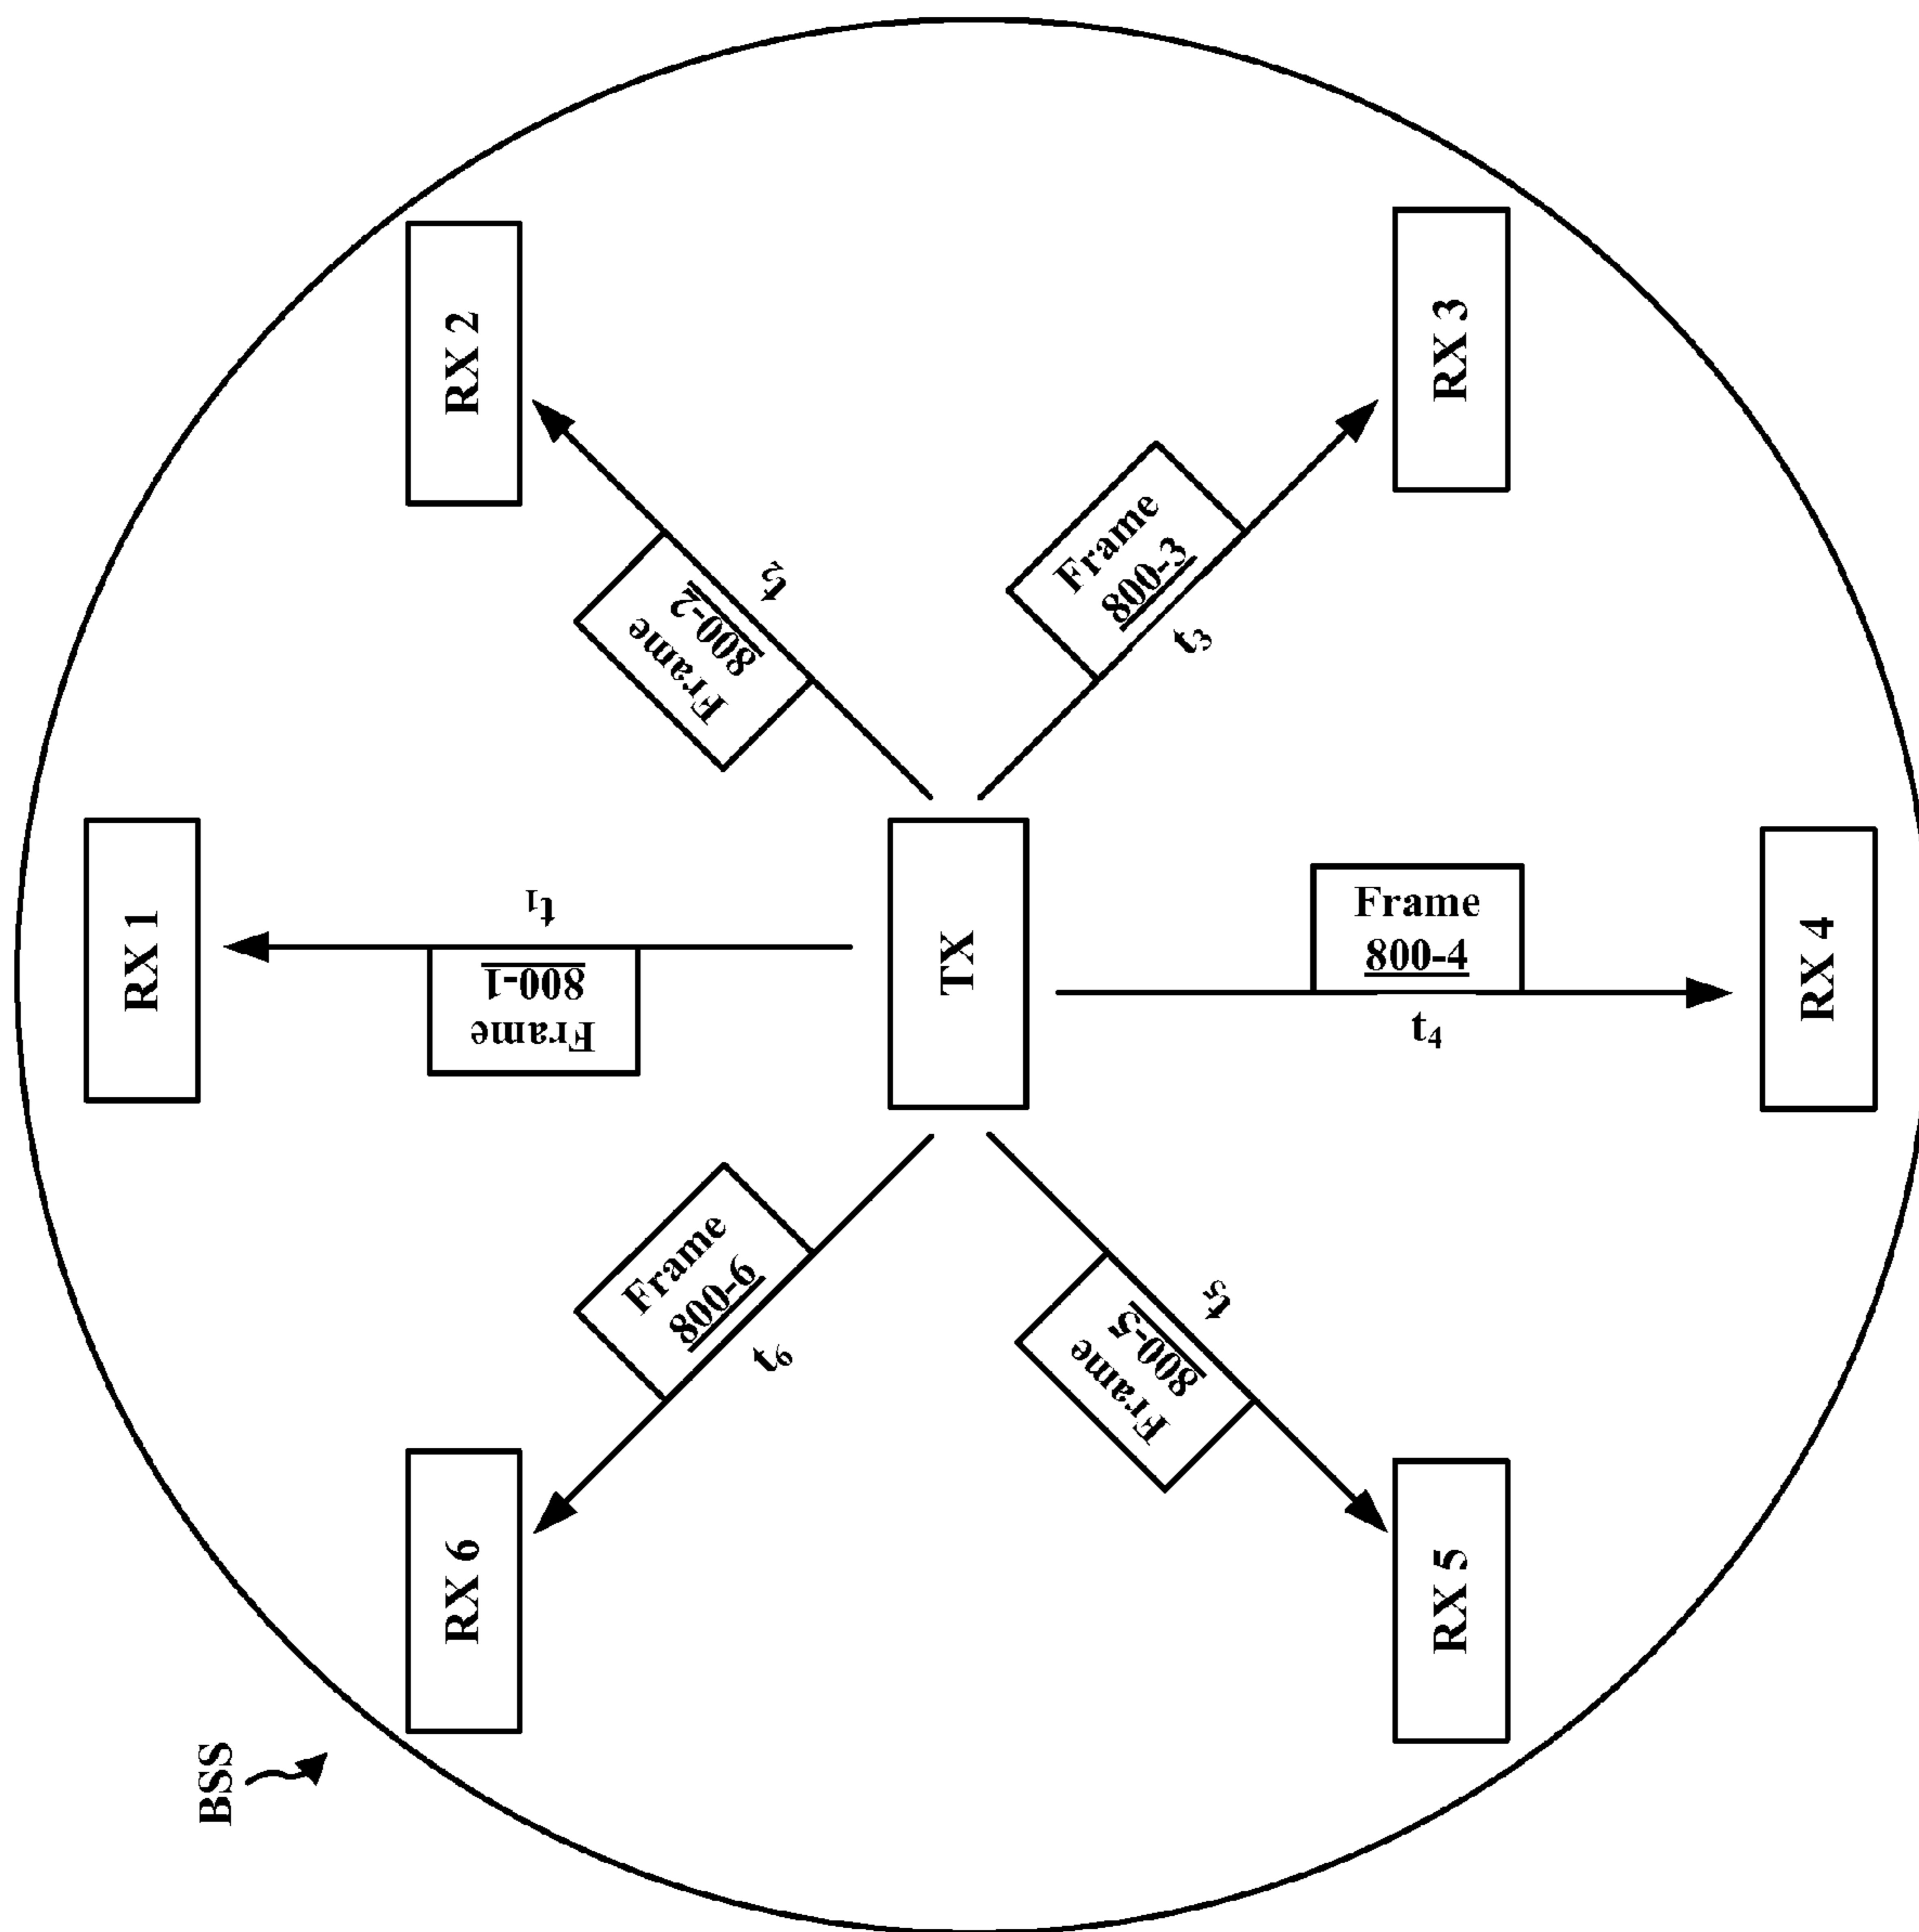 BSS
RX 1
RX 2
RX 3
RX 4
RX 5
RX 6
TX
Frame
800-1
t1
Frame
800-2
t2
Frame
800-3
t3
Frame
800-4
t4
Frame
800-5
t5
Frame
800-6
t6